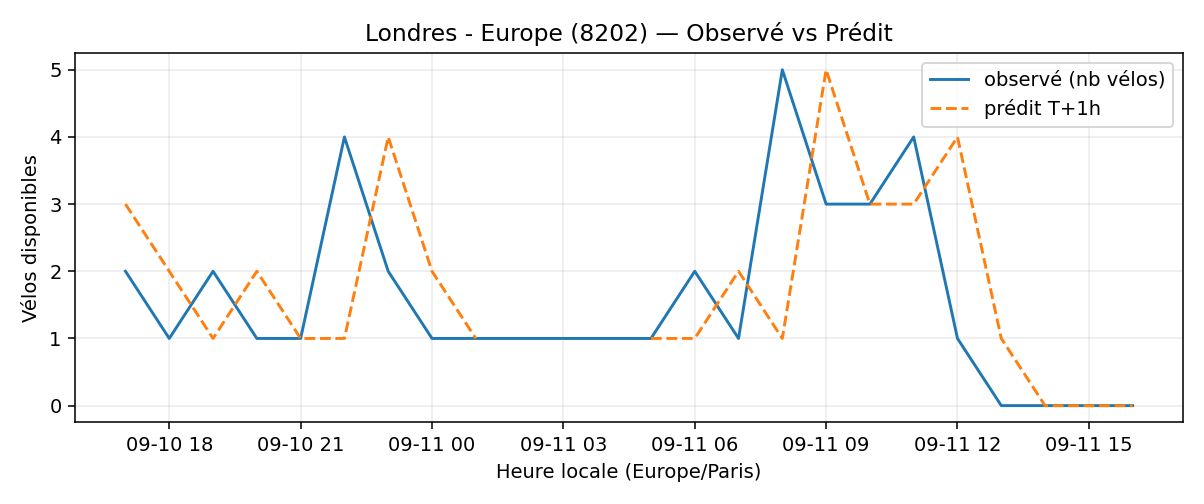 Londres - Europe (8202) — Observé vs Prédit
observé (nb vélos)
prédit T+1h
Vélos disponibles
5
4
3
2
1
0
09-10 18
09-10 21
09-11 00
09-11 03
09-11 06
09-11 09
09-11 12
09-11 15
Heure locale (Europe/Paris)